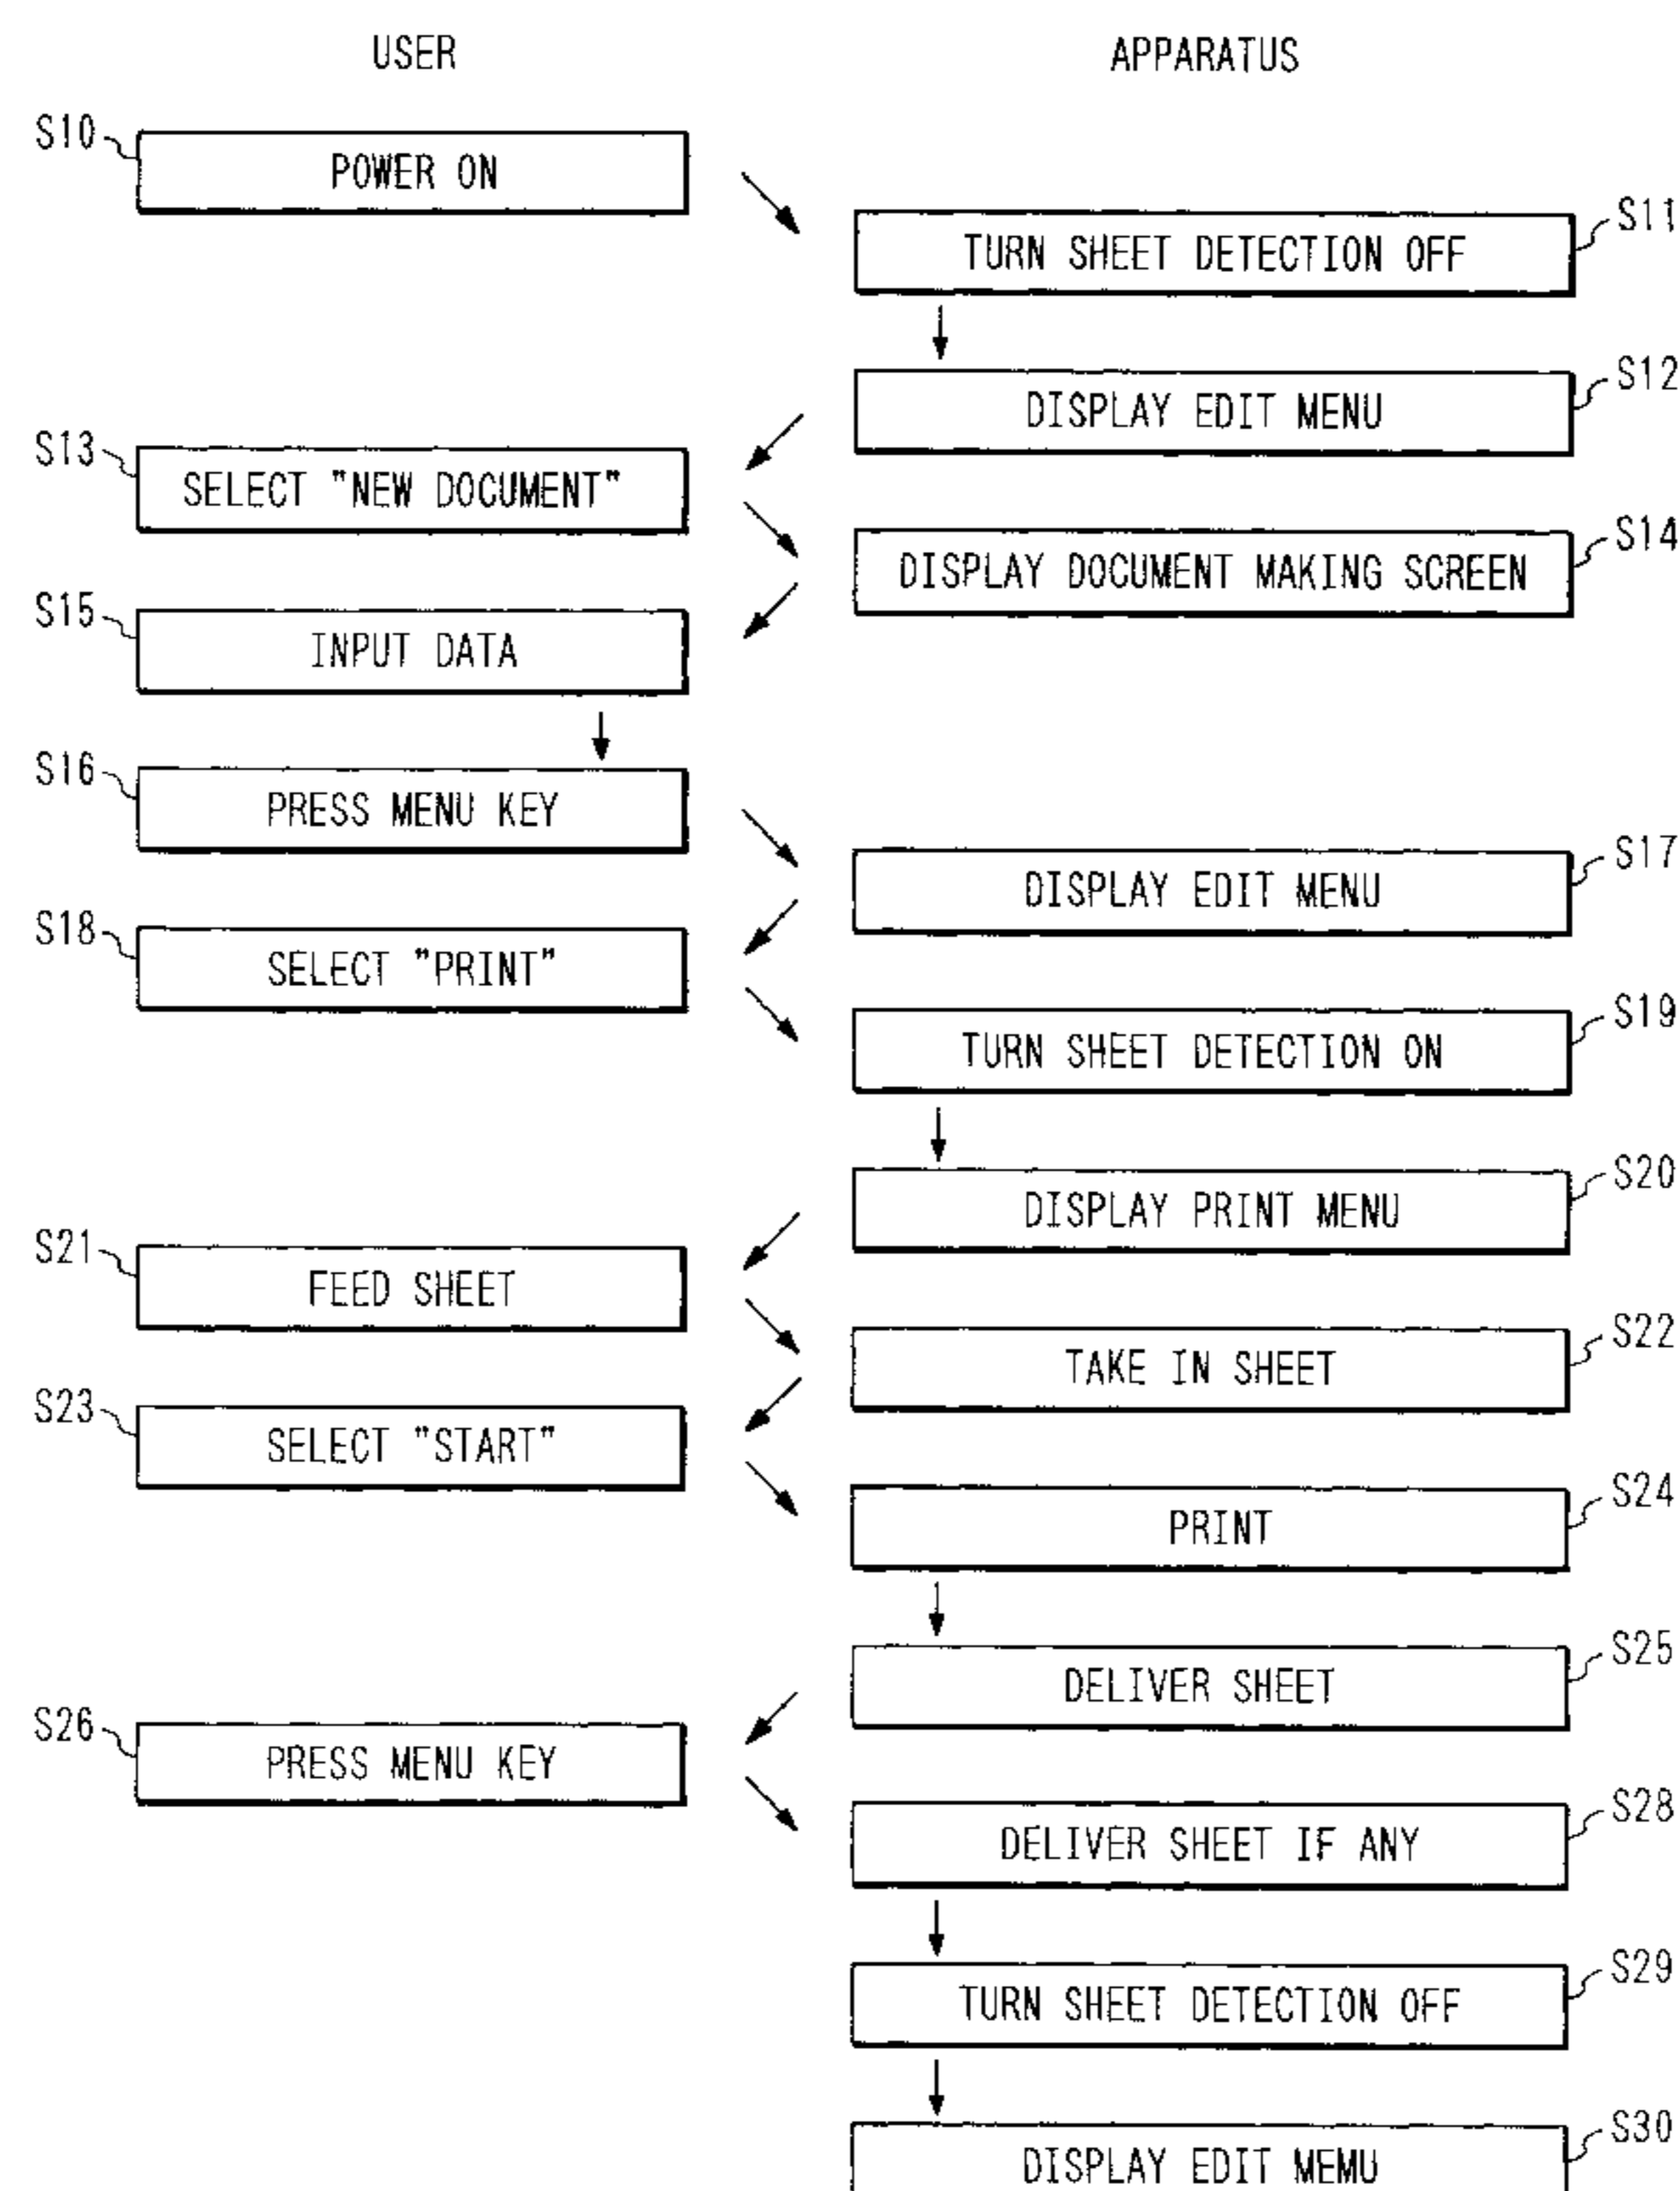 USER
APPARATUS
S10
POWER ON
S11
TURN SHEET DETECTION OFF
S12
DISPLAY EDIT MENU
S13
SELECT "NEW DOCUMENT"
S14
DISPLAY DOCUMENT MAKING SCREEN
S15
INPUT DATA
S16
PRESS MENU KEY
S17
DISPLAY EDIT MENU
S18
SELECT "PRINT"
S19
TURN SHEET DETECTION ON
S20
DISPLAY PRINT MENU
S21
FEED SHEET
S22
TAKE IN SHEET
S23
SELECT "START"
S24
PRINT
S25
DELIVER SHEET
S26
PRESS MENU KEY
S28
DELIVER SHEET IF ANY
S29
TURN SHEET DETECTION OFF
S30
DISPLAY EDIT MEMU